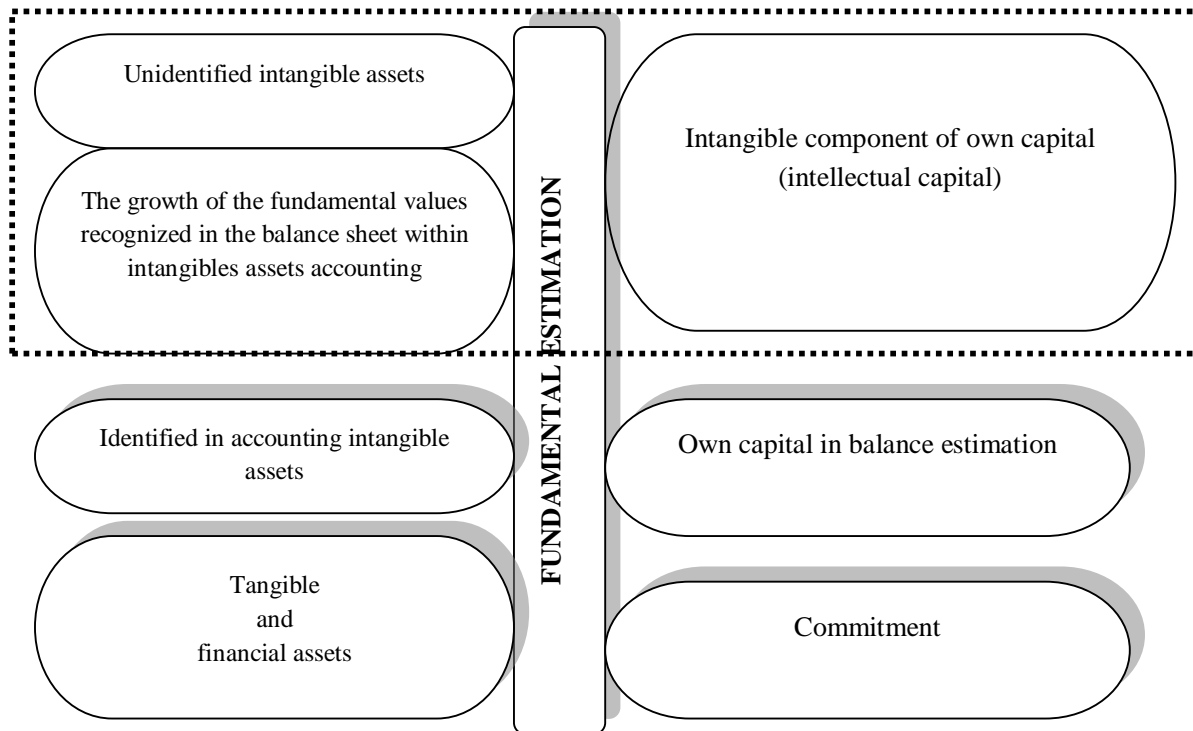 Unidentified intangible assets
The growth of the fundamental values
recognized in the balance sheet within
intangibles assets accounting
Identified in accounting intangible
assets
Tangible
and
financial assets
FUNDAMENTAL ESTIMATION
Intangible component of own capital
(intellectual capital)
Own capital in balance estimation
Commitment